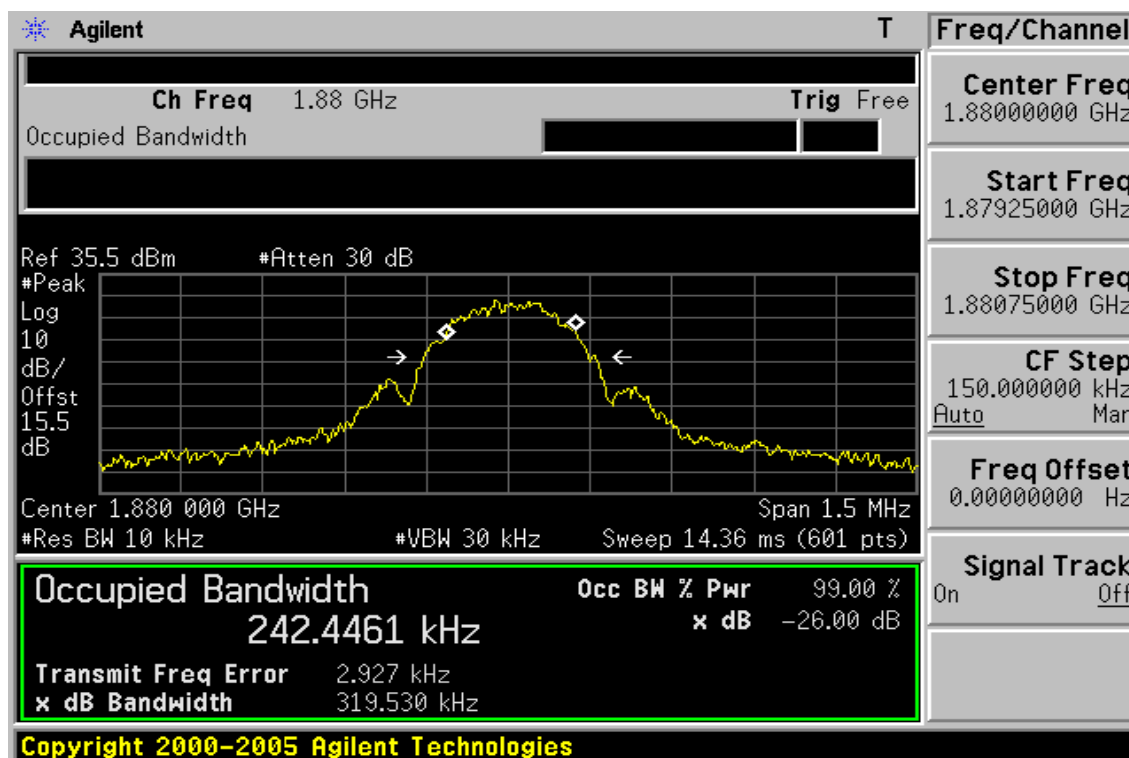 Agilent T
Ch Freq 1.88 GHz Trig Free
Occupied Bandwidth
Ref 35.5 dBm #Atten 30 dB
#Peak
Log
10
dB/
Offst
15.5
dB
Center 1.880 000 GHz Span 1.5 MHz
#Res BW 10 kHz #VBW 30 kHz Sweep 14.36 ms (601 pts)
Occupied Bandwidth Occ BW % Pwr 99.00 %
242.4461 kHz x dB -26.00 dB
Transmit Freq Error 2.927 kHz
x dB Bandwidth 319.530 kHz
Copyright 2000-2005 Agilent Technologies
Freq/Channel
Center Freq
1.88000000 GHz
Start Freq
1.87925000 GHz
Stop Freq
1.88075000 GHz
CF Step
150.000000 kHz
Auto Man
Freq Offset
0.00000000 Hz
Signal Track
On Off